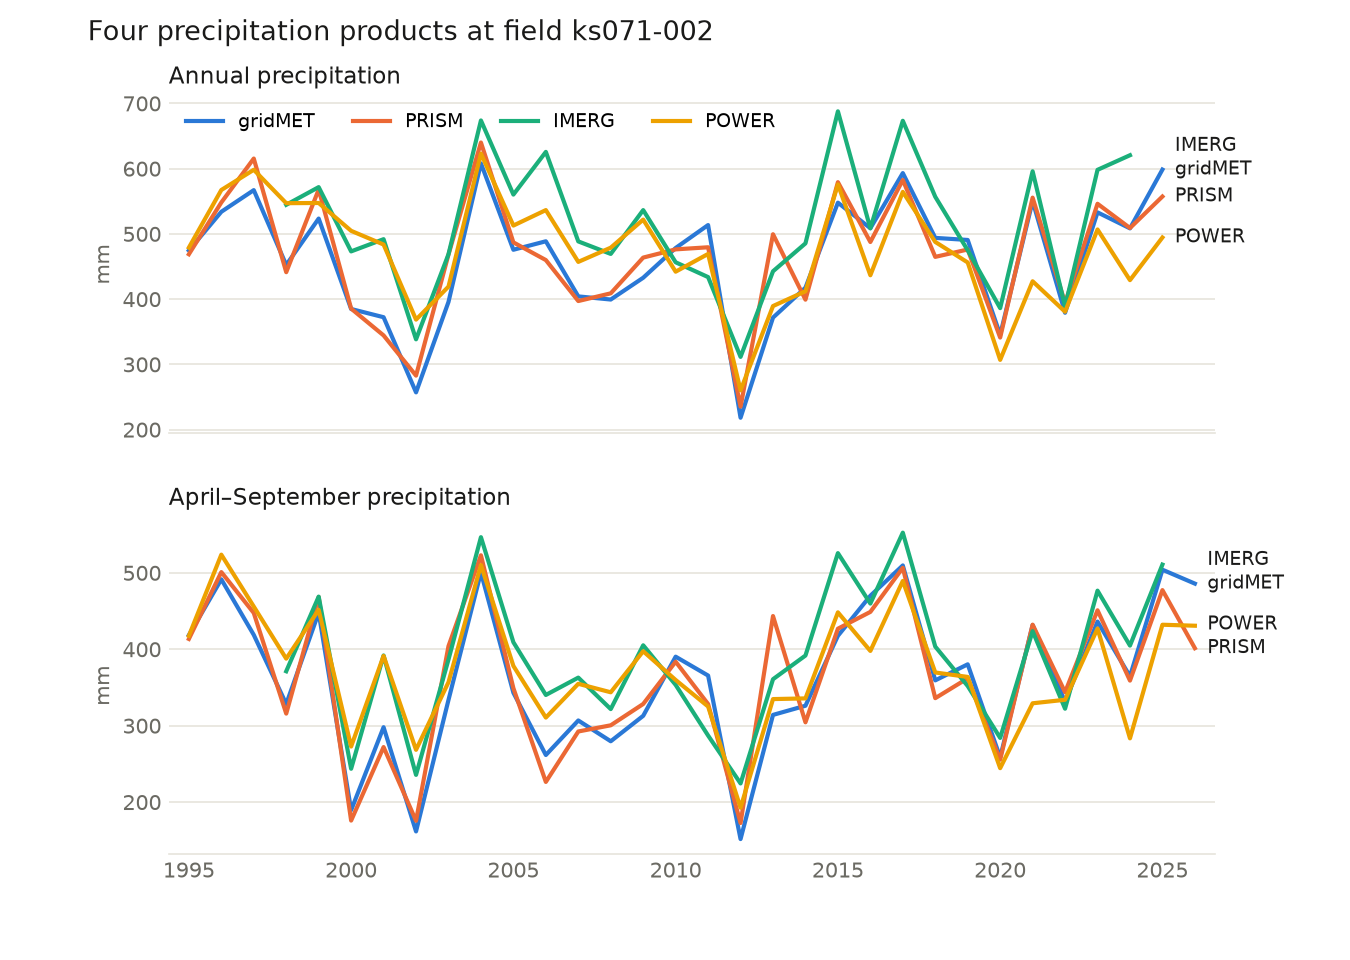 Four precipitation products at field ks071-002
Annual precipitation
700
gridMET PRISM IMERG POWER
IMERG
600
gridMET
PRISM
500
POWER
mm
400
300
200
April–September precipitation
IMERG
500
gridMET
POWER
400
PRISM
mm
300
200
1995 2000 2005 2010 2015 2020 2025